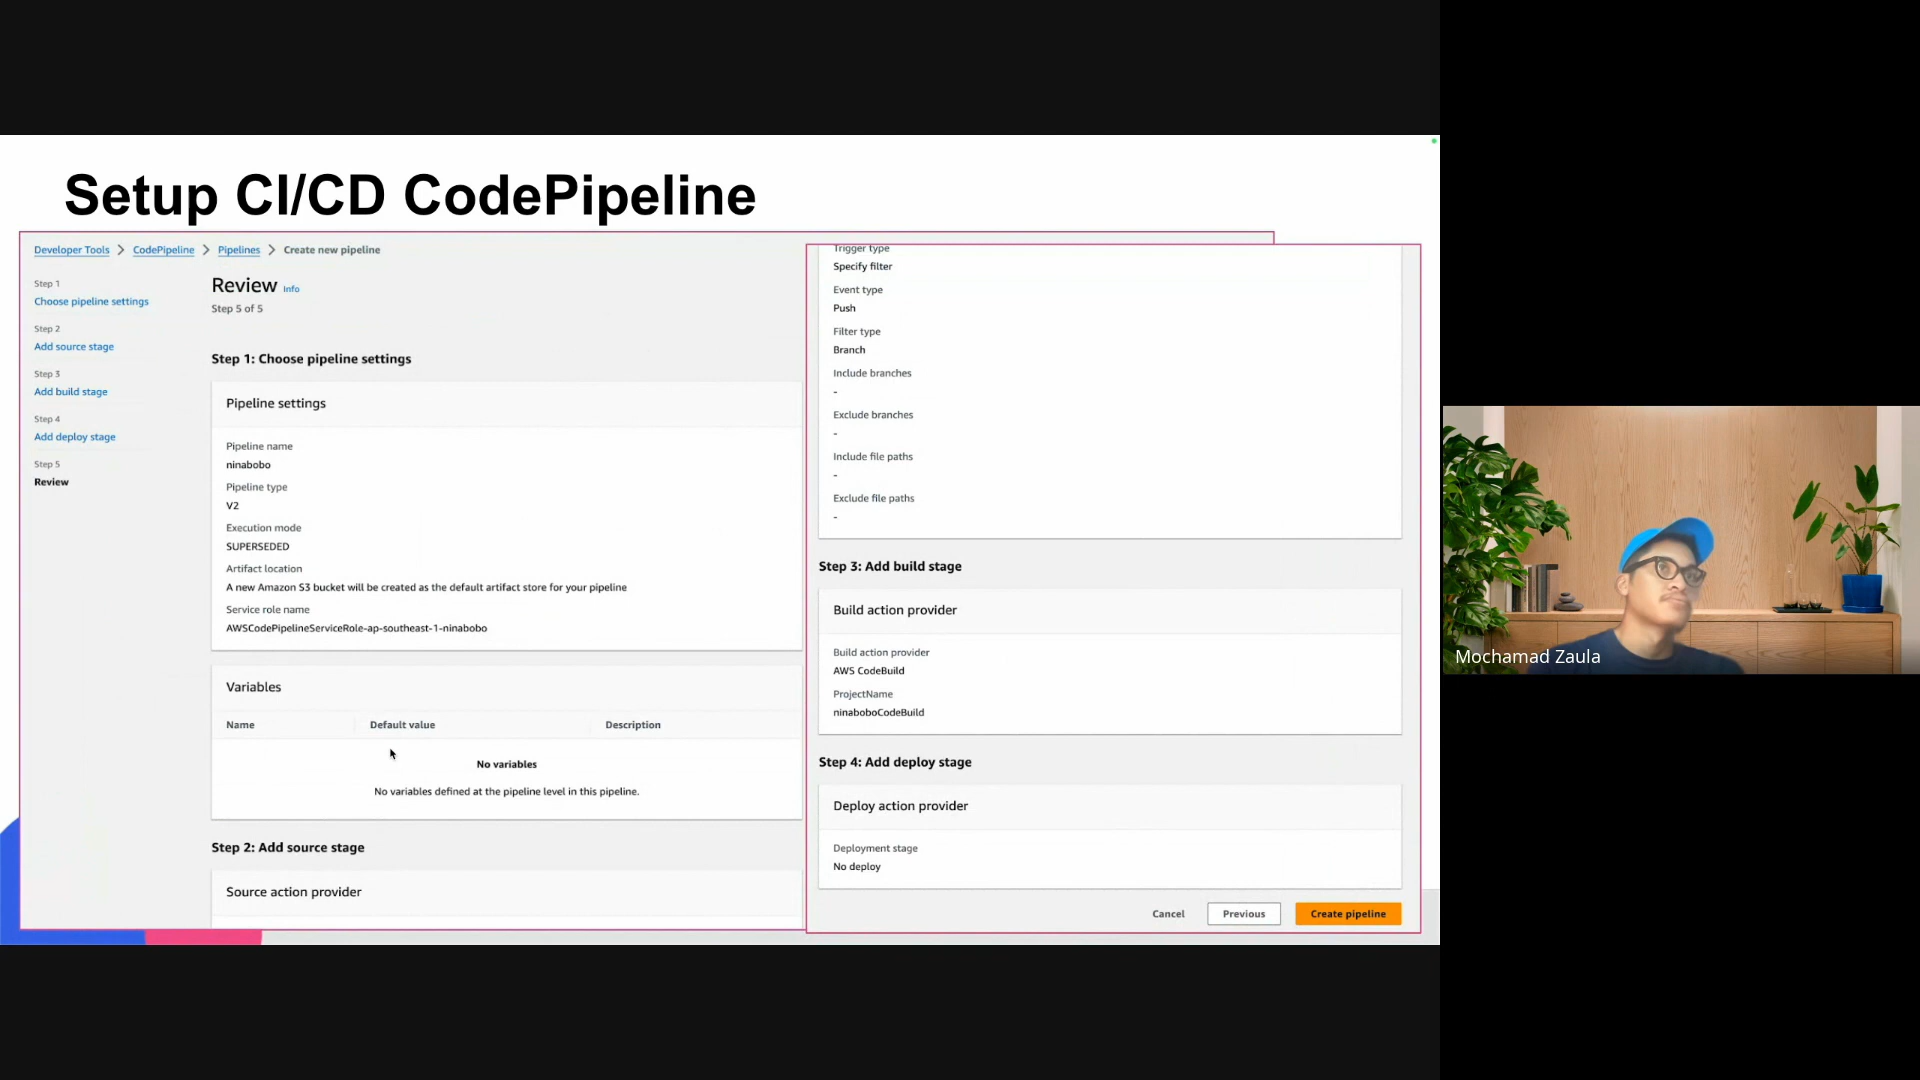 Setup CI/CD CodePipeline
Developer Tools > CodePipeline > Pipelines > Create new pipeline
Step 1
Choose pipeline settings
Step 2
Add source stage
Step 3
Add build stage
Step 4
Add deploy stage
Step 5
Review
Review Info
Step 5 of 5
Step 1: Choose pipeline settings
Pipeline settings
Pipeline name
ninabobo
Pipeline type
V2
Execution mode
SUPERSEDED
Artifact location
A new Amazon S3 bucket will be created as the default artifact store for your pipeline
Service role name
AWSCodePipelineServiceRole-ap-southeast-1-ninabobo
Variables
Name Default value Description
No variables
No variables defined at the pipeline level in this pipeline.
Step 2: Add source stage
Source action provider
Trigger type
Specify filter
Event type
Push
Filter type
Branch
Include branches
-
Exclude branches
-
Include file paths
-
Exclude file paths
-
Step 3: Add build stage
Build action provider
Build action provider
AWS CodeBuild
ProjectName
ninaboboCodeBuild
Step 4: Add deploy stage
Deploy action provider
Deployment stage
No deploy
Cancel Previous Create pipeline
Mochamad Zaula